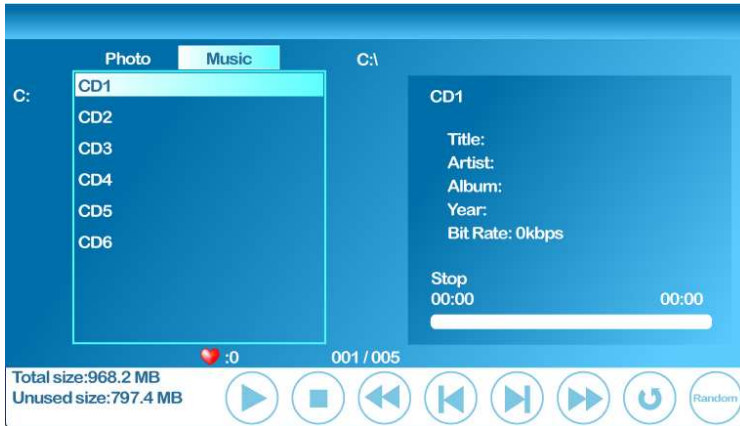 Photo Music C:\
C:
CD1
CD2
CD3
CD4
CD5
CD6
CD1
Title:
Artist:
Album:
Year:
Bit Rate: 0kbps
Stop
00:00 00:00
:0 001 / 005
Total size:968.2 MB
Unused size:797.4 MB
Random